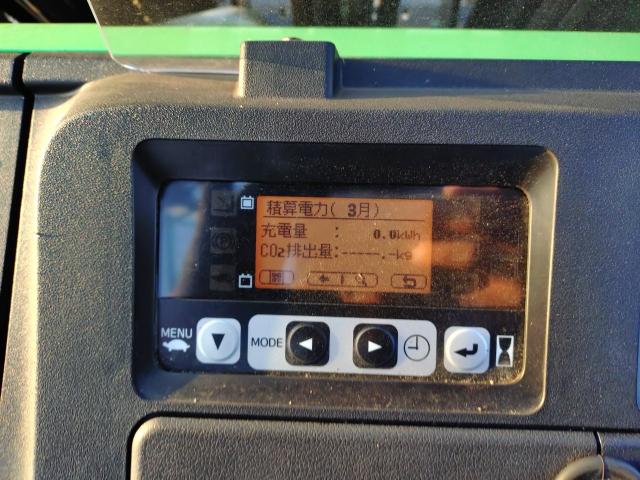 積算電力( 3月)
充電量 : 0.0kWh
CO2排出量:-----.-kg
MENU
MODE